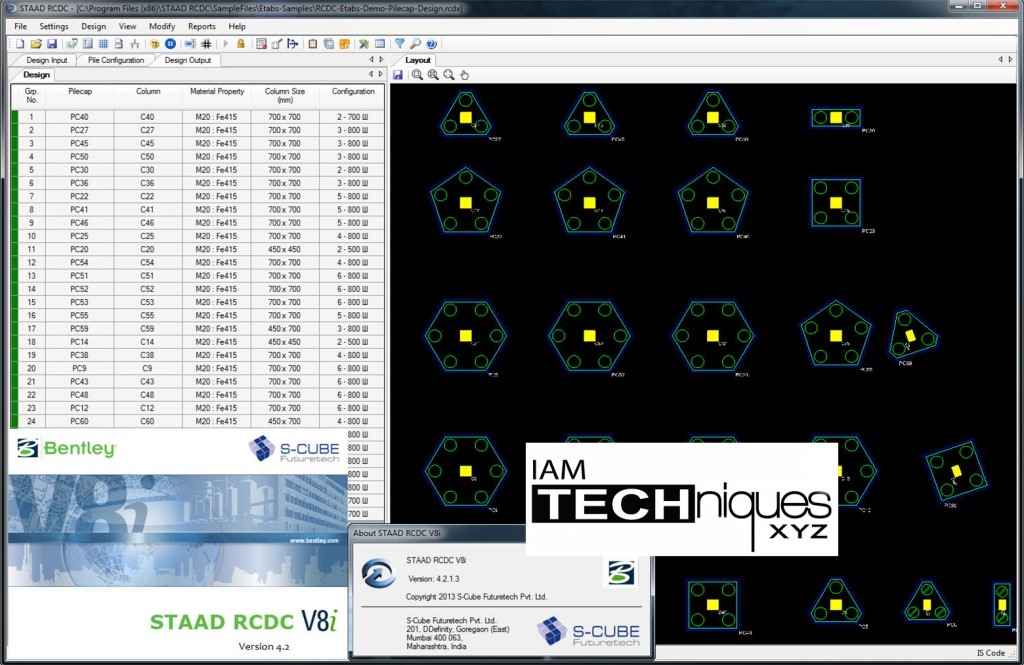 STAAD RCDC - [C:\Program Files (x86)\STAAD RCDC\SampleFiles\Etabs-Samples\RCDC-Etabs-Demo-Pilecap-Design.rcdx]
File Settings Design View Modify Reports Help
Design Input Pile Configuration Design Output
Design
Grp. No. Pilecap Column Material Property Column Size (mm) Configuration
1 PC40 C40 M20 : Fe415 700 x 700 2 - 700 Ш
2 PC27 C27 M20 : Fe415 700 x 700 3 - 800 Ш
3 PC45 C45 M20 : Fe415 700 x 700 3 - 800 Ш
4 PC50 C50 M20 : Fe415 700 x 700 3 - 800 Ш
5 PC30 C30 M20 : Fe415 700 x 700 2 - 800 Ш
6 PC36 C36 M20 : Fe415 700 x 700 3 - 800 Ш
7 PC22 C22 M20 : Fe415 700 x 700 5 - 800 Ш
8 PC41 C41 M20 : Fe415 700 x 700 5 - 800 Ш
9 PC46 C46 M20 : Fe415 700 x 700 5 - 800 Ш
10 PC25 C25 M20 : Fe415 700 x 700 4 - 800 Ш
11 PC20 C20 M20 : Fe415 450 x 450 2 - 500 Ш
12 PC54 C54 M20 : Fe415 700 x 700 4 - 800 Ш
13 PC51 C51 M20 : Fe415 700 x 700 6 - 800 Ш
14 PC52 C52 M20 : Fe415 700 x 700 6 - 800 Ш
15 PC53 C53 M20 : Fe415 700 x 700 6 - 800 Ш
16 PC55 C55 M20 : Fe415 700 x 700 5 - 800 Ш
17 PC59 C59 M20 : Fe415 450 x 700 3 - 800 Ш
18 PC14 C14 M20 : Fe415 450 x 450 2 - 500 Ш
19 PC38 C38 M20 : Fe415 700 x 700 4 - 800 Ш
20 PC9 C9 M20 : Fe415 700 x 700 6 - 800 Ш
21 PC43 C43 M20 : Fe415 700 x 700 6 - 800 Ш
22 PC48 C48 M20 : Fe415 700 x 700 6 - 800 Ш
23 PC12 C12 M20 : Fe415 700 x 700 6 - 800 Ш
24 PC60 C60 M20 : Fe415 450 x 700 4 - 800 Ш
Bentley
S-CUBE
Futuretech
V8i
www.bentley.com
STAAD RCDC V8i
Version 4.2
Layout
IAM
TECHniques
XYZ
About STAAD RCDC V8i
STAAD RCDC V8i
Version: 4.2.1.3
Copyright 2013 S-Cube Futuretech Pvt. Ltd.
S-Cube Futuretech Pvt. Ltd.
201, DDefinity, Goregaon (East)
Mumbai 400 063,
Maharashtra, India
S-CUBE
Futuretech
IS Code